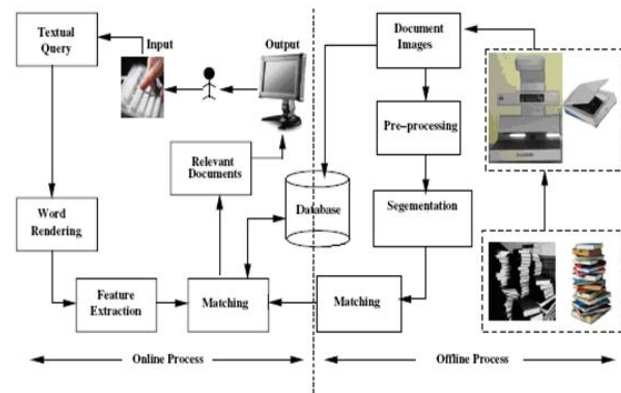 Textual
Query
Input
Output
Document
Images
Pre-processing
Relevant
Documents
Word
Rendering
Database
Segementation
Feature
Extraction
Matching
Matching
Online Process
Offline Process